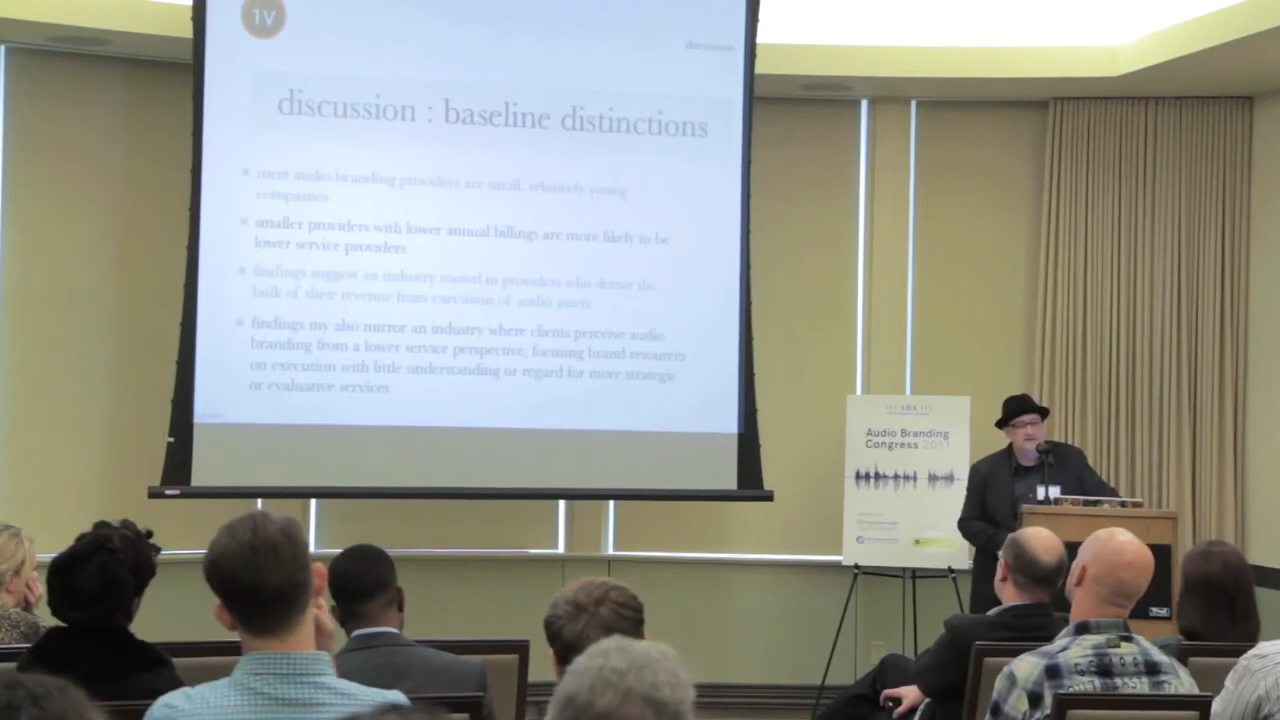 1V
discussion
discussion : baseline distinctions
most audio branding providers are small, relatively young
companies
smaller providers with lower annual billings are more likely to be
lower service providers
findings suggest an industry rooted in providers who derive the
bulk of their revenue from execution of audio assets
findings my also mirror an industry where clients perceive audio
branding from a lower service perspective, focusing brand resources
on execution with little understanding or regard for more strategic
or evaluative services
Audio Branding
Congress 2011